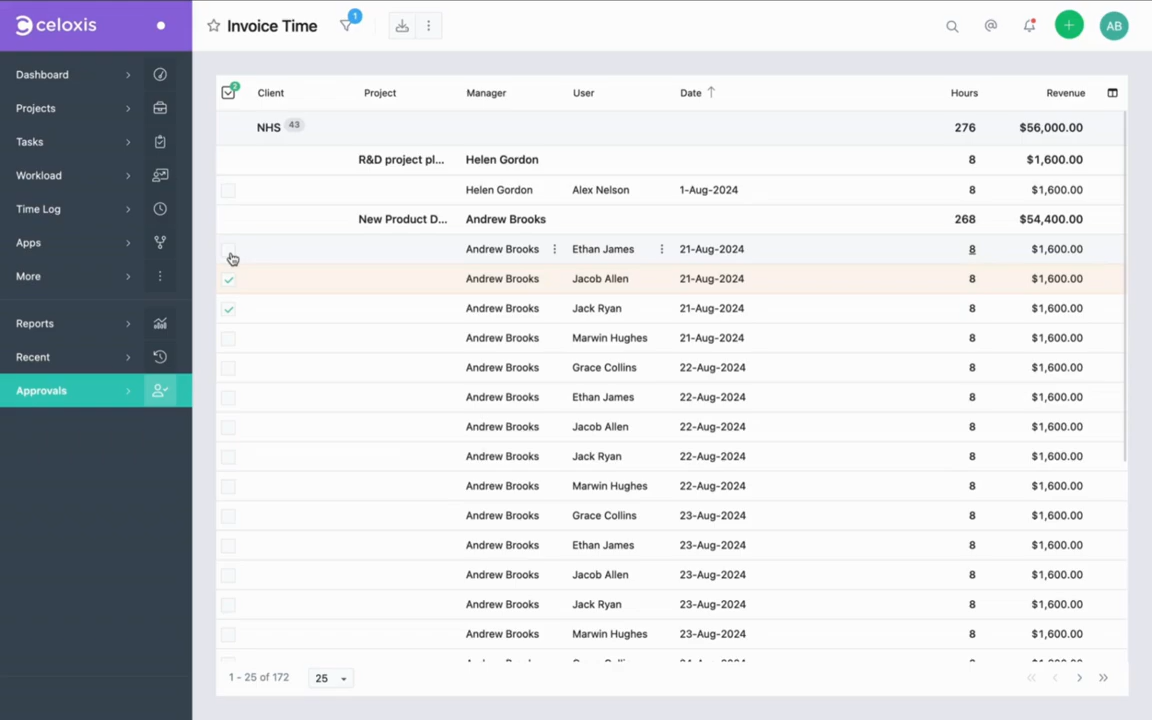 celoxis
Invoice Time
1
AB
Dashboard
Projects
Tasks
Workload
Time Log
Apps
More
Reports
Recent
Approvals
2 Client Project Manager User Date Hours Revenue
NHS 43 276 $56,000.00
R&D project pl... Helen Gordon 8 $1,600.00
Helen Gordon Alex Nelson 1-Aug-2024 8 $1,600.00
New Product D... Andrew Brooks 268 $54,400.00
Andrew Brooks Ethan James 21-Aug-2024 8 $1,600.00
Andrew Brooks Jacob Allen 21-Aug-2024 8 $1,600.00
Andrew Brooks Jack Ryan 21-Aug-2024 8 $1,600.00
Andrew Brooks Marwin Hughes 21-Aug-2024 8 $1,600.00
Andrew Brooks Grace Collins 22-Aug-2024 8 $1,600.00
Andrew Brooks Ethan James 22-Aug-2024 8 $1,600.00
Andrew Brooks Jacob Allen 22-Aug-2024 8 $1,600.00
Andrew Brooks Jack Ryan 22-Aug-2024 8 $1,600.00
Andrew Brooks Marwin Hughes 22-Aug-2024 8 $1,600.00
Andrew Brooks Grace Collins 23-Aug-2024 8 $1,600.00
Andrew Brooks Ethan James 23-Aug-2024 8 $1,600.00
Andrew Brooks Jacob Allen 23-Aug-2024 8 $1,600.00
Andrew Brooks Jack Ryan 23-Aug-2024 8 $1,600.00
Andrew Brooks Marwin Hughes 23-Aug-2024 8 $1,600.00
1 - 25 of 172 25